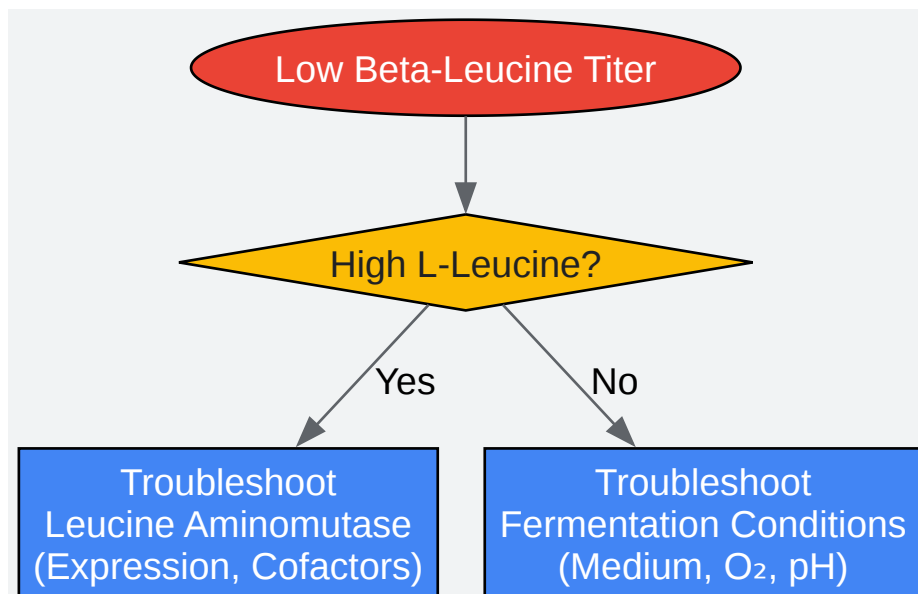 Low Beta-Leucine Titer
High L-Leucine?
Yes
No
Troubleshoot
Leucine Aminomutase
(Expression, Cofactors)
Troubleshoot
Fermentation Conditions
(Medium, O₂, pH)